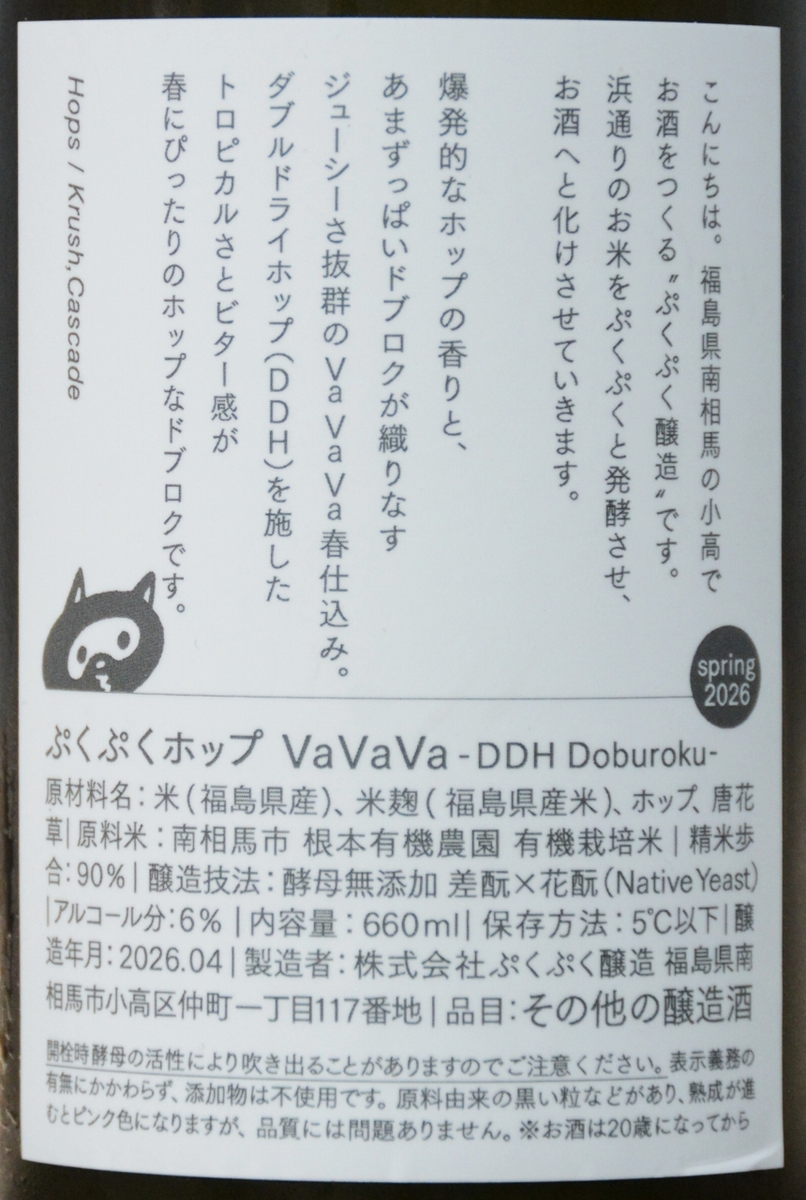 こんにちは。福島県南相馬の小高で
お酒をつくる〝ぷくぷく醸造〟です。
浜通りのお米をぷくぷくと発酵させ、
お酒へと化けさせていきます。
爆発的なホップの香りと、
あまずっぱいドブロクが織りなす
ジューシーさ抜群のVaVaVa春仕込み。
ダブルドライホップ(DDH)を施した
トロピカルさとビター感が
春にぴったりのホップなドブロクです。
Hops / Krush,Cascade
spring
2026
ぷくぷくホップ VaVaVa -DDH Doburoku-
原材料名：米(福島県産)、米麹(福島県産米)、ホップ、唐花
草|原料米：南相馬市 根本有機農園 有機栽培米|精米歩
合：90%|醸造技法：酵母無添加 差酛×花酛(Native Yeast)
|アルコール分：6%|内容量：660ml|保存方法：5℃以下|醸
造年月：2026.04|製造者：株式会社ぷくぷく醸造 福島県南
相馬市小高区仲町一丁目117番地|品目：その他の醸造酒
開栓時酵母の活性により吹き出ることがありますのでご注意ください。表示義務の
有無にかかわらず、添加物は不使用です。原料由来の黒い粒などがあり、熟成が進
むとピンク色になりますが、品質には問題ありません。※お酒は20歳になってから